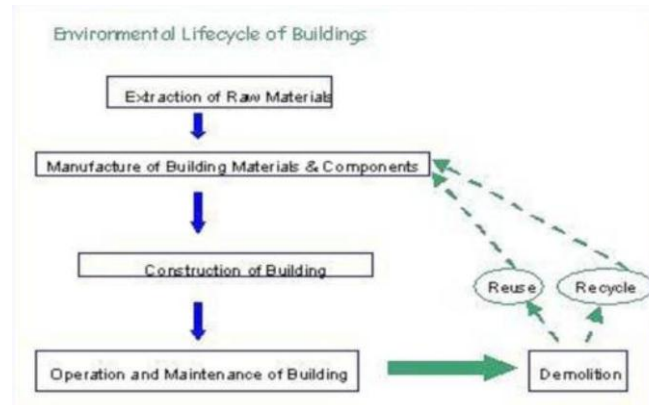 Environmental Lifecycle of Buildings
Extraction of Raw Materials
Manufacture of Building Materials & Components
Construction of Building
Reuse
Recycle
Operation and Maintenance of Building
Demolition